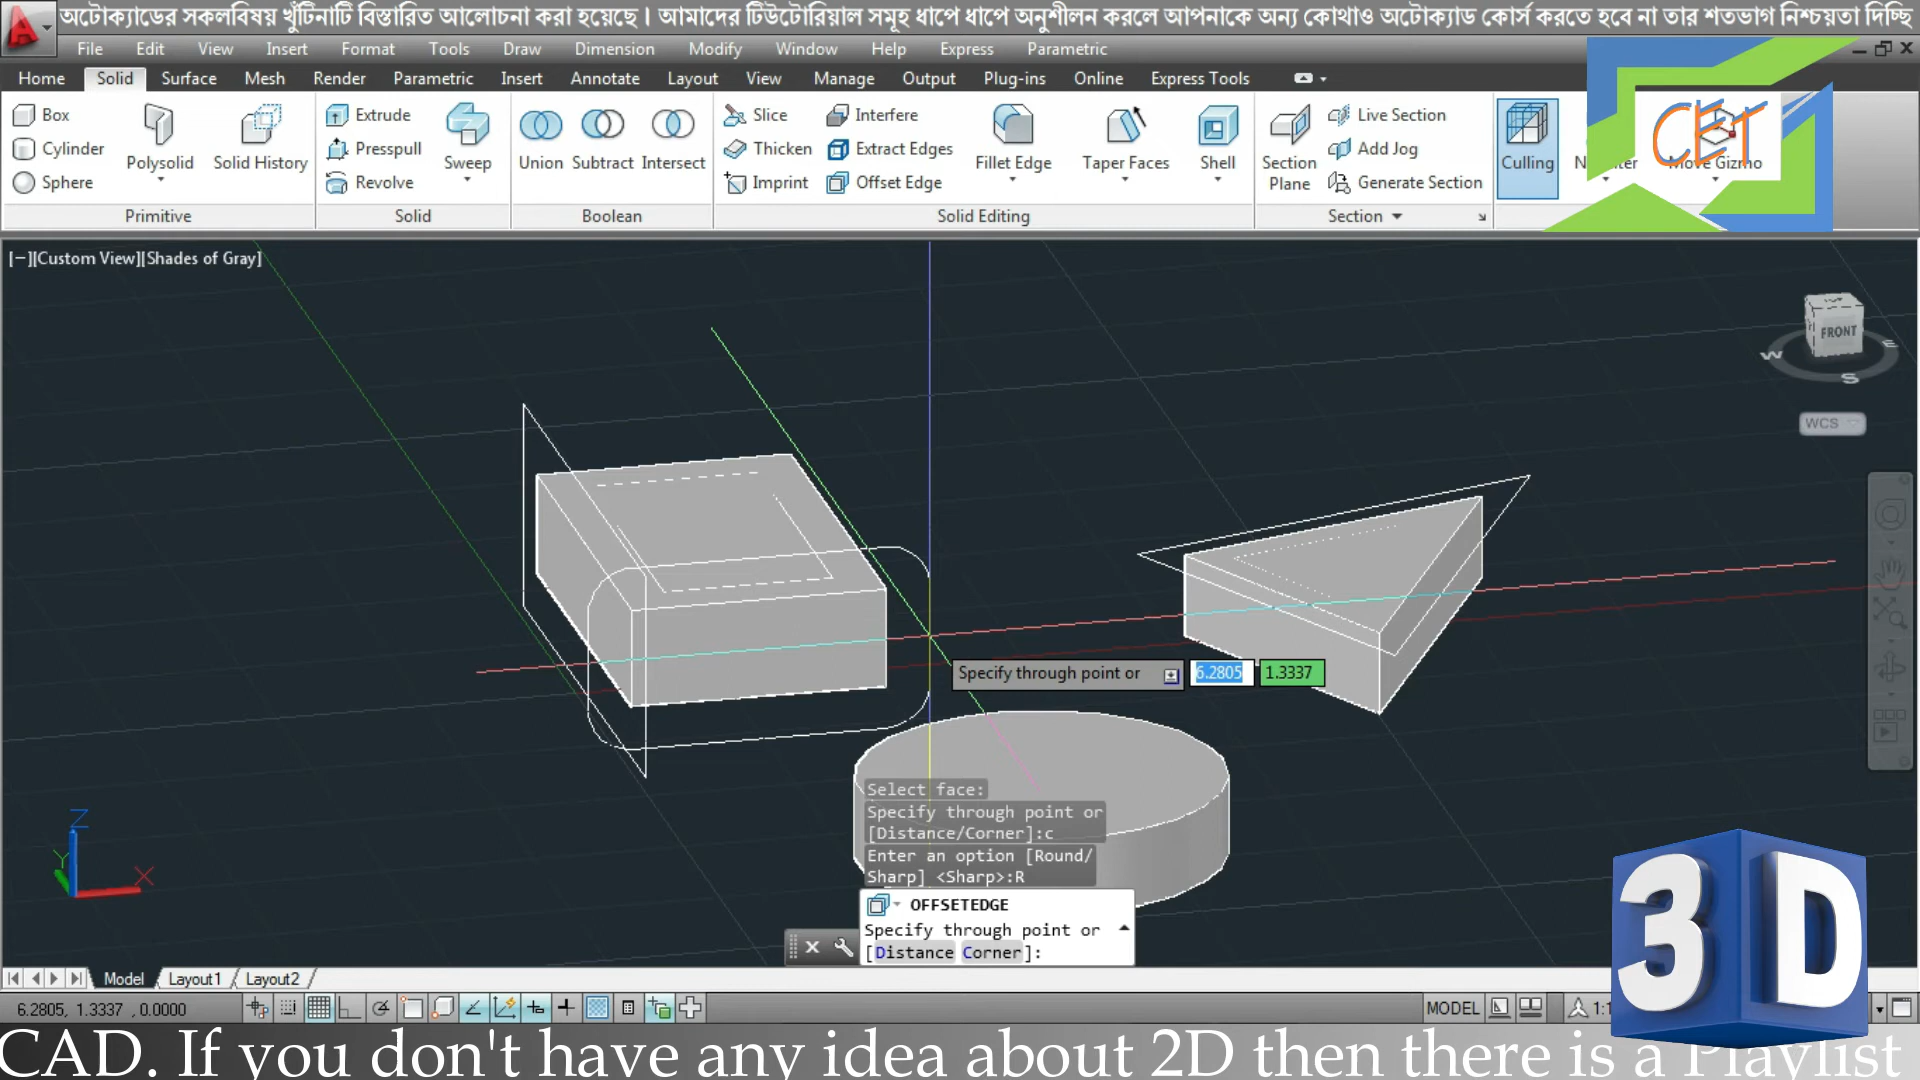 অটোক্যাডের সকলবিষয় খুঁটিনাটি বিস্তারিত আলোচনা করা হয়েছে। আমাদের টিউটোরিয়াল সমূহ ধাপে ধাপে অনুশীলন করলে আপনাকে অন্য কোথাও অটোক্যাড কোর্স করতে হবে না তার শতভাগ নিশ্চয়তা দিচ্ছি
File Edit View Insert Format Tools Draw Dimension Modify Window Help Express Parametric
Home Solid Surface Mesh Render Parametric Insert Annotate Layout View Manage Output Plug-ins Online Express Tools
Box Extrude Slice Interfere Live Section
Cylinder Presspull Thicken Extract Edges Add Jog
Sphere Revolve Imprint Offset Edge Generate Section
Polysolid Solid History Sweep Union Subtract Intersect Fillet Edge Taper Faces Shell Section Plane Culling Move Gizmo
CET
Primitive Solid Boolean Solid Editing Section
[−][Custom View][Shades of Gray]
FRONT
W E
S
WCS
Specify through point or 6.2805 1.3337
Select face:
Specify through point or
[Distance/Corner]:c
Enter an option [Round/
Sharp] <Sharp>:R
OFFSETEDGE
Specify through point or
[Distance Corner]:
Z
Y X
3D
Model Layout1 Layout2
6.2805, 1.3337 , 0.0000 MODEL
CAD. If you don't have any idea about 2D then there is a Playlist